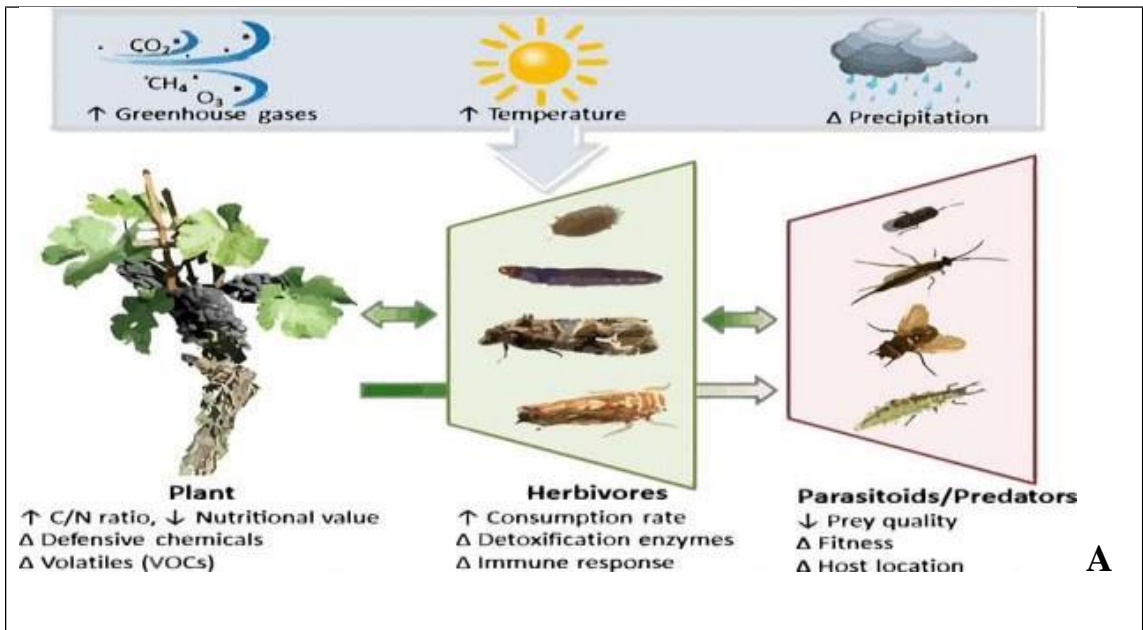 CO₂
CH₄
O₃
↑ Greenhouse gases
↑ Temperature
Δ Precipitation
Plant
↑ C/N ratio, ↓ Nutritional value
Δ Defensive chemicals
Δ Volatiles (VOCs)
Herbivores
↑ Consumption rate
Δ Detoxification enzymes
Δ Immune response
Parasitoids/Predators
↓ Prey quality
Δ Fitness
Δ Host location
A